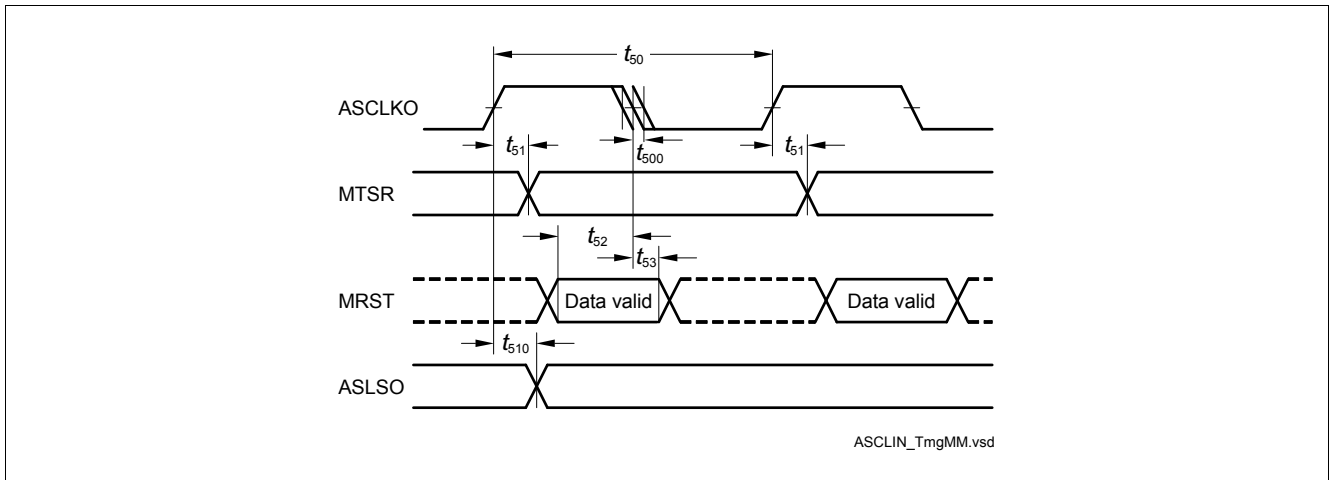 t50
ASCLKO
t51
t500
t51
MTSR
t52
t53
MRST
Data valid
Data valid
t510
ASLSO
ASCLIN_TmgMM.vsd